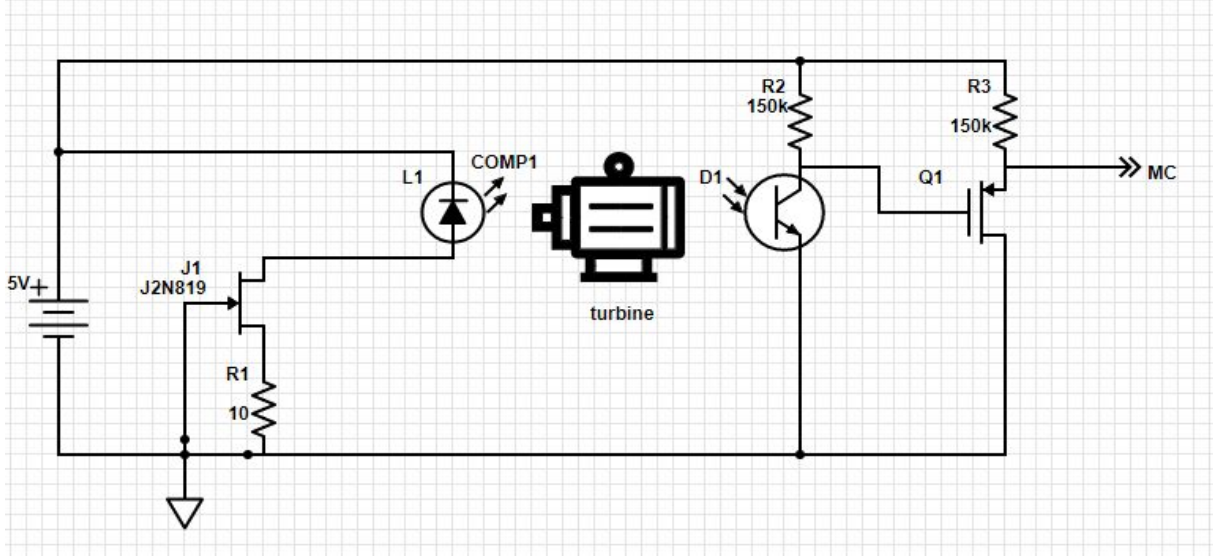 5V
+
J1
J2N819
R1
10
L1
COMP1
turbine
D1
R2
150k
Q1
R3
150k
MC